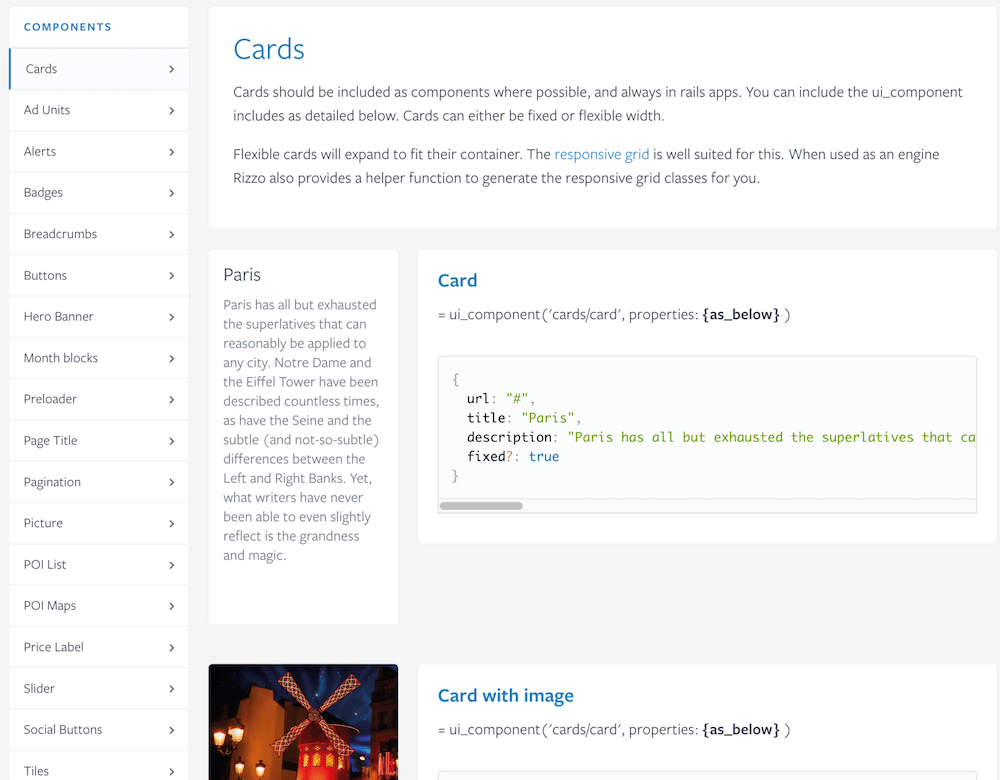 COMPONENTS
Cards
Ad Units
Alerts
Badges
Breadcrumbs
Buttons
Hero Banner
Month blocks
Preloader
Page Title
Pagination
Picture
POI List
POI Maps
Price Label
Slider
Social Buttons
Tiles
Cards
Cards should be included as components where possible, and always in rails apps. You can include the ui_component
includes as detailed below. Cards can either be fixed or flexible width.
Flexible cards will expand to fit their container. The responsive grid is well suited for this. When used as an engine
Rizzo also provides a helper function to generate the responsive grid classes for you.
Paris
Paris has all but exhausted
the superlatives that can
reasonably be applied to
any city. Notre Dame and
the Eiffel Tower have been
described countless times,
as have the Seine and the
subtle (and not-so-subtle)
differences between the
Left and Right Banks. Yet,
what writers have never
been able to even slightly
reflect is the grandness
and magic.
Card
= ui_component('cards/card', properties: {as_below} )
{
url: "#",
title: "Paris",
description: "Paris has all but exhausted the superlatives that ca
fixed?: true
}
Card with image
= ui_component('cards/card', properties: {as_below} )